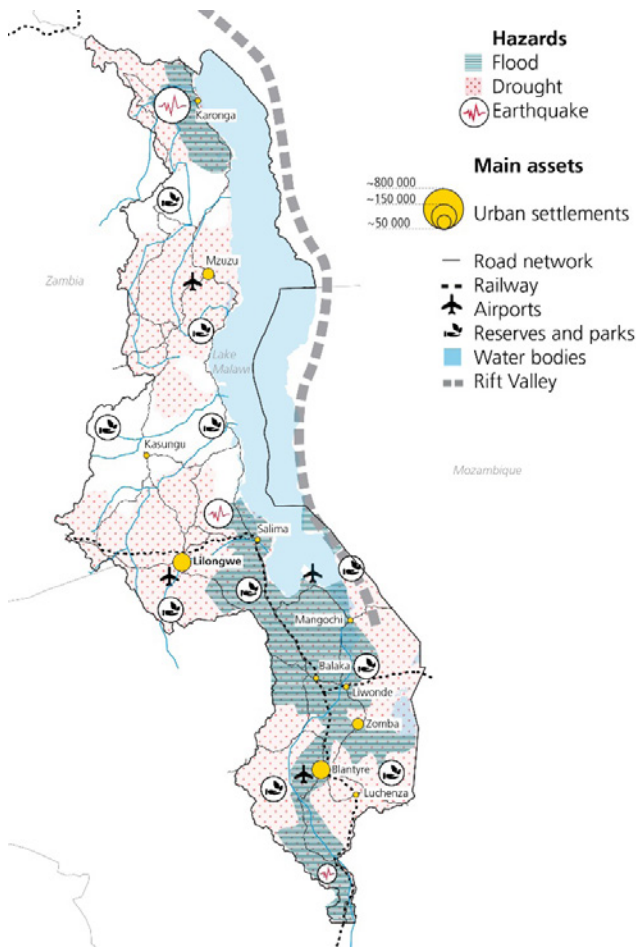 Hazards
Flood
Drought
Earthquake
Main assets
~800 000
~150 000
~50 000
Urban settlements
Road network
Railway
Airports
Reserves and parks
Water bodies
Rift Valley
Karonga
Zambia
Mzuzu
Lake
Malawi
Kasungu
Mozambique
Salima
Lilongwe
Mangochi
Balaka
Liwonde
Zomba
Blantyre
Luchenza